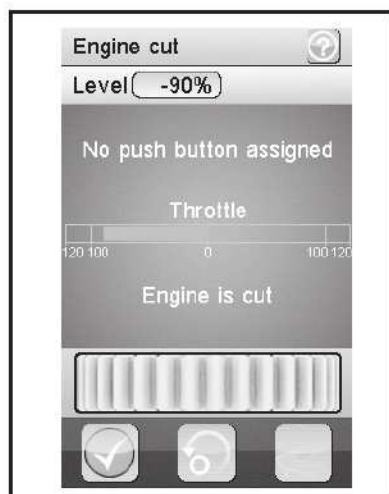 Engine cut ?
Level -90%
No push button assigned
Throttle
120 100 0 100 120
Engine is cut